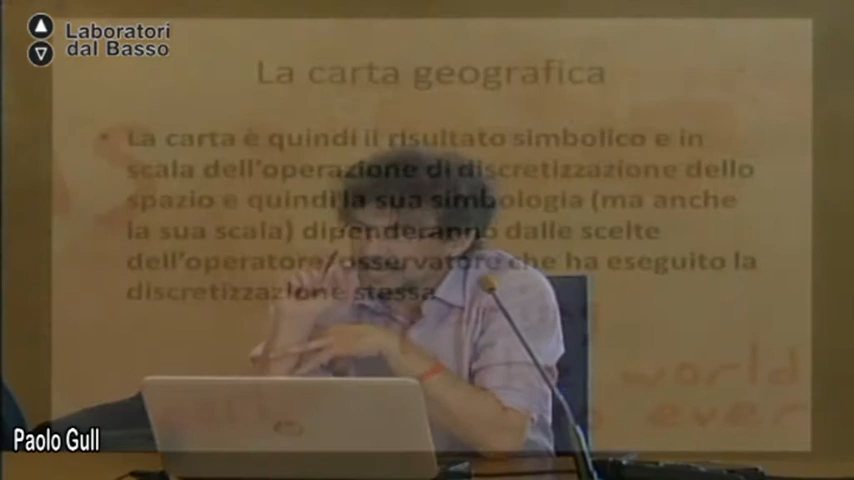 Laboratori
dal Basso
La carta geografica
• La carta è quindi il risultato simbolico e in
scala dell'operazione di discretizzazione dello
spazio e quindi la sua simbologia (ma anche
la sua scala) dipenderanno dalle scelte
dell'operatore/osservatore che ha eseguito la
discretizzazione stessa
world
ever
Paolo Gull